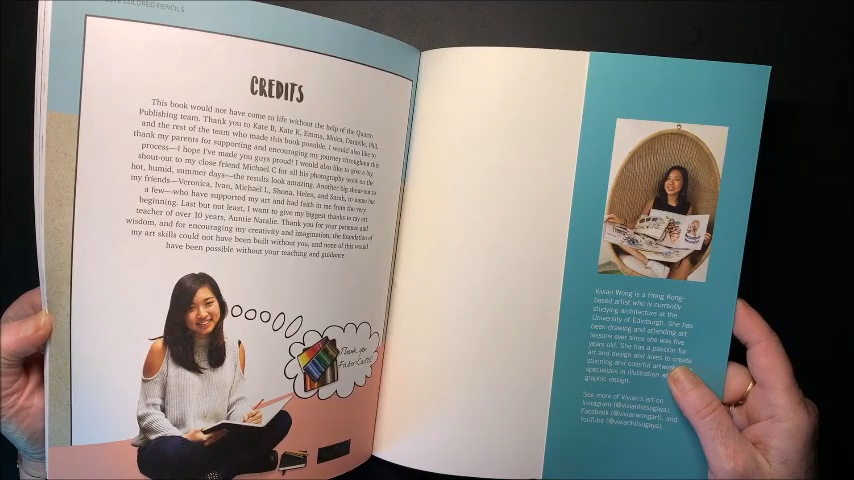 COLORED PENCILS
CREDITS
This book would not have come to life without the help of the Quarto
Publishing team. Thank you to Kate B, Kate K, Emma, Moira, Danielle, Phil,
and the rest of the team who made this book possible. I would also like to
thank my parents for supporting and encouraging my journey throughout this
process—I hope I've made you guys proud! I would also like to give a big
shout-out to my close friend Michael C for all his photography work on the
hot, humid, summer days—the results look amazing. Another big shout-out to
my friends—Veronica, Ivan, Michael L, Shona, Helen, and Sarah, to name but
a few—who have supported my art and had faith in me from the very
beginning. Last but not least, I want to give my biggest thanks to my art
teacher of over 10 years, Auntie Natalie. Thank you for your patience and
wisdom, and for encouraging my creativity and imagination; the foundation of
my art skills could not have been built without you, and none of this would
have been possible without your teaching and guidance.
Thank you
Faber-Castell
Vivian Wong is a Hong Kong–
based artist who is currently
studying architecture at the
University of Edinburgh. She has
been drawing and attending art
lessons ever since she was five
years old. She has a passion for
art and design and loves to create
stunning and colorful artwork
specializes in illustration and
graphic design.
See more of Vivian's art on
Instagram (@vivianhitsugaya),
Facebook (@vivianwongart), and
YouTube (@vivianhitsugaya).